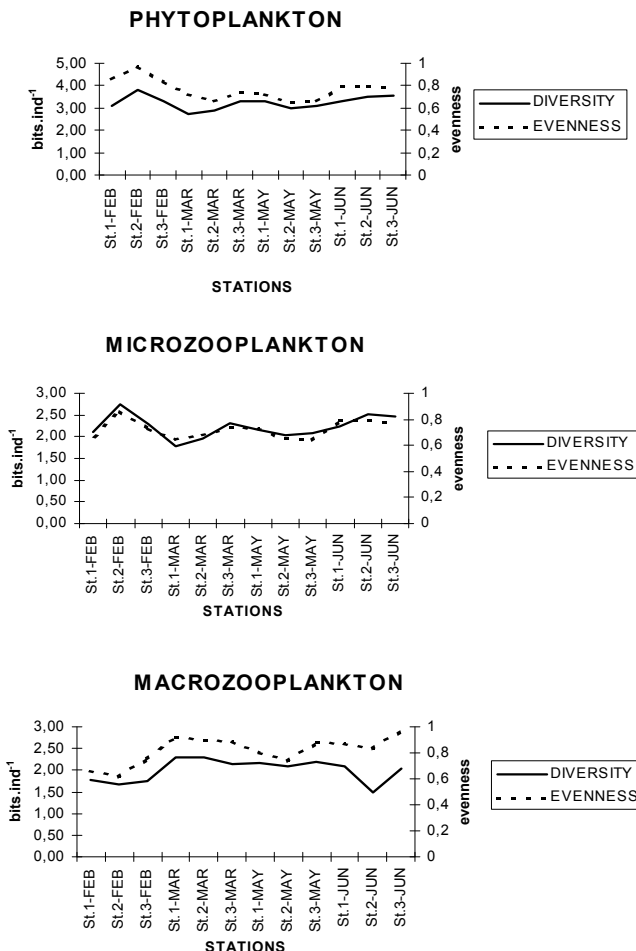 PHYTOPLANKTON
bits.ind-1
5,00
4,00
3,00
2,00
1,00
0,00
1
0,8
0,6
0,4
0,2
0
evenness
DIVERSITY
EVENNESS
St.1-FEB
St.2-FEB
St.3-FEB
St.1-MAR
St.2-MAR
St.3-MAR
St.1-MAY
St.2-MAY
St.3-MAY
St.1-JUN
St.2-JUN
St.3-JUN
STATIONS
MICROZOOPLANKTON
bits.ind-1
3,00
2,50
2,00
1,50
1,00
0,50
0,00
1
0,8
0,6
0,4
0,2
0
evenness
DIVERSITY
EVENNESS
St.1-FEB
St.2-FEB
St.3-FEB
St.1-MAR
St.2-MAR
St.3-MAR
St.1-MAY
St.2-MAY
St.3-MAY
St.1-JUN
St.2-JUN
St.3-JUN
STATIONS
MACROZOOPLANKTON
bits.ind-1
3,00
2,50
2,00
1,50
1,00
0,50
0,00
1
0,8
0,6
0,4
0,2
0
evenness
DIVERSITY
EVENNESS
St.1-FEB
St.2-FEB
St.3-FEB
St.1-MAR
St.2-MAR
St.3-MAR
St.1-MAY
St.2-MAY
St.3-MAY
St.1-JUN
St.2-JUN
St.3-JUN
STATIONS